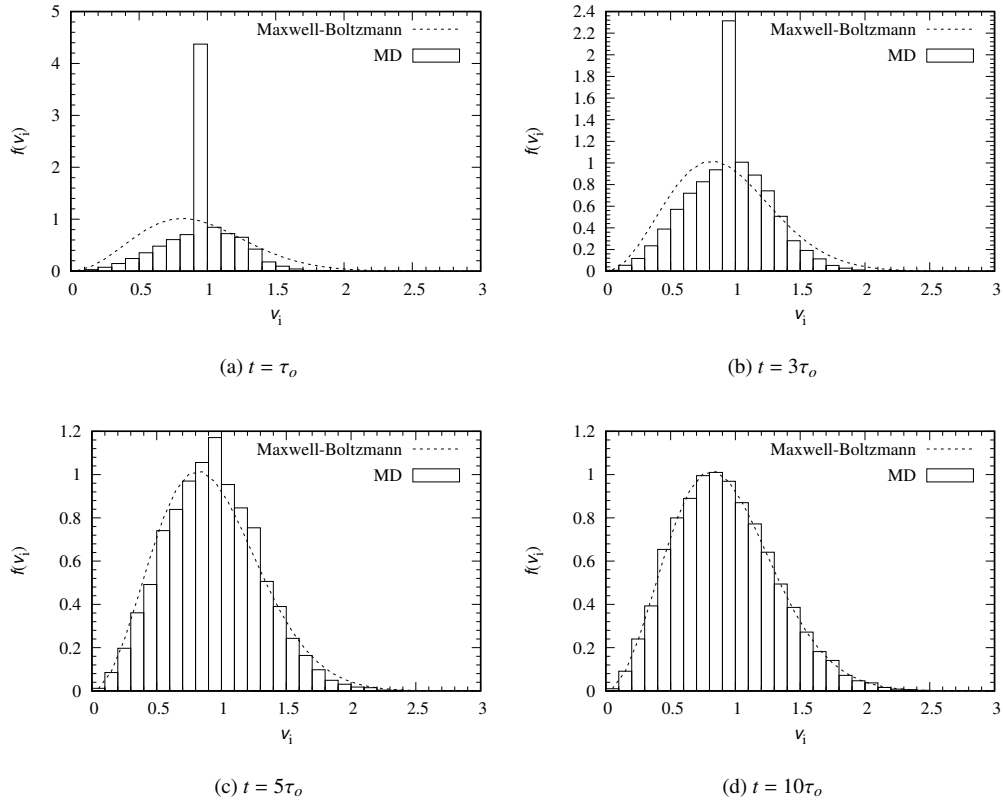 5
4
3
2
1
0
0 0.5 1 1.5 2 2.5 3
f(vi)
vi
Maxwell-Boltzmann
MD
(a) t = τo
2.4
2.2
2
1.8
1.6
1.4
1.2
1
0.8
0.6
0.4
0.2
0
0 0.5 1 1.5 2 2.5 3
f(vi)
vi
Maxwell-Boltzmann
MD
(b) t = 3τo
1.2
1
0.8
0.6
0.4
0.2
0
0 0.5 1 1.5 2 2.5 3
f(vi)
vi
Maxwell-Boltzmann
MD
(c) t = 5τo
1.2
1
0.8
0.6
0.4
0.2
0
0 0.5 1 1.5 2 2.5 3
f(vi)
vi
Maxwell-Boltzmann
MD
(d) t = 10τo